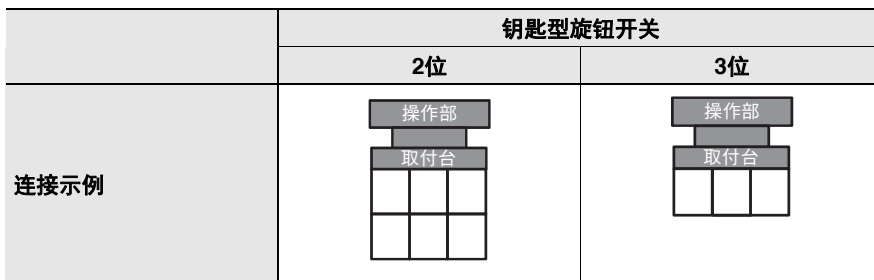 钥匙型旋钮开关
2位
3位
连接示例
操作部
取付台
操作部
取付台